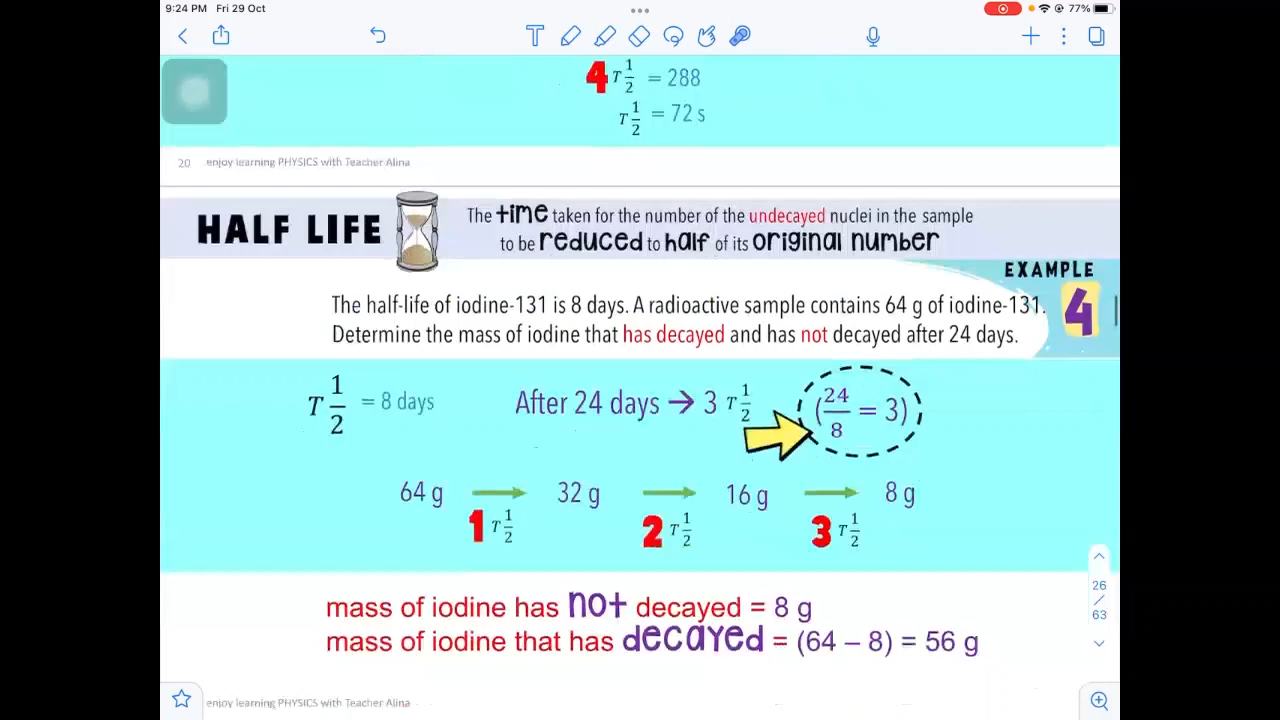 9:24 PM Fri 29 Oct
77%
4 T 1/2 = 288
T 1/2 = 72 s
20 enjoy learning PHYSICS with Teacher Alina
HALF LIFE
The time taken for the number of the undecayed nuclei in the sample
to be reduced to half of its original number
EXAMPLE
4
The half-life of iodine-131 is 8 days. A radioactive sample contains 64 g of iodine-131.
Determine the mass of iodine that has decayed and has not decayed after 24 days.
T 1/2 = 8 days After 24 days → 3 T 1/2 (24/8 = 3)
64 g 32 g 16 g 8 g
1 T 1/2 2 T 1/2 3 T 1/2
26
/
63
mass of iodine has not decayed = 8 g
mass of iodine that has decayed = (64 – 8) = 56 g
enjoy learning PHYSICS with Teacher Alina